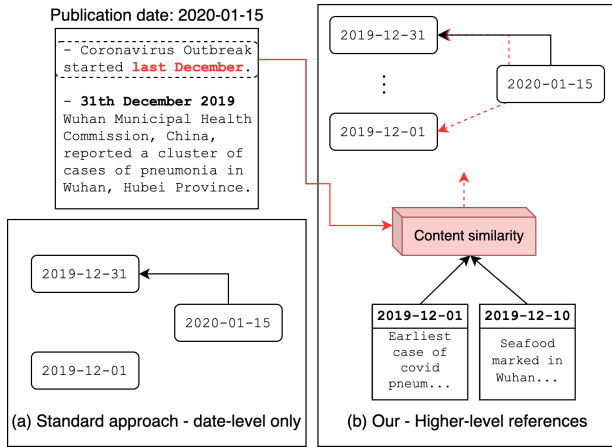 Publication date: 2020-01-15
- Coronavirus Outbreak
started last December.
- 31th December 2019
Wuhan Municipal Health
Commission, China,
reported a cluster of
cases of pneumonia in
Wuhan, Hubei Province.
2019-12-31
2020-01-15
2019-12-01
(a) Standard approach - date-level only
2019-12-31
2020-01-15
⋮
2019-12-01
Content similarity
2019-12-01
Earliest
case of
covid
pneum...
2019-12-10
Seafood
marked in
Wuhan...
(b) Our - Higher-level references